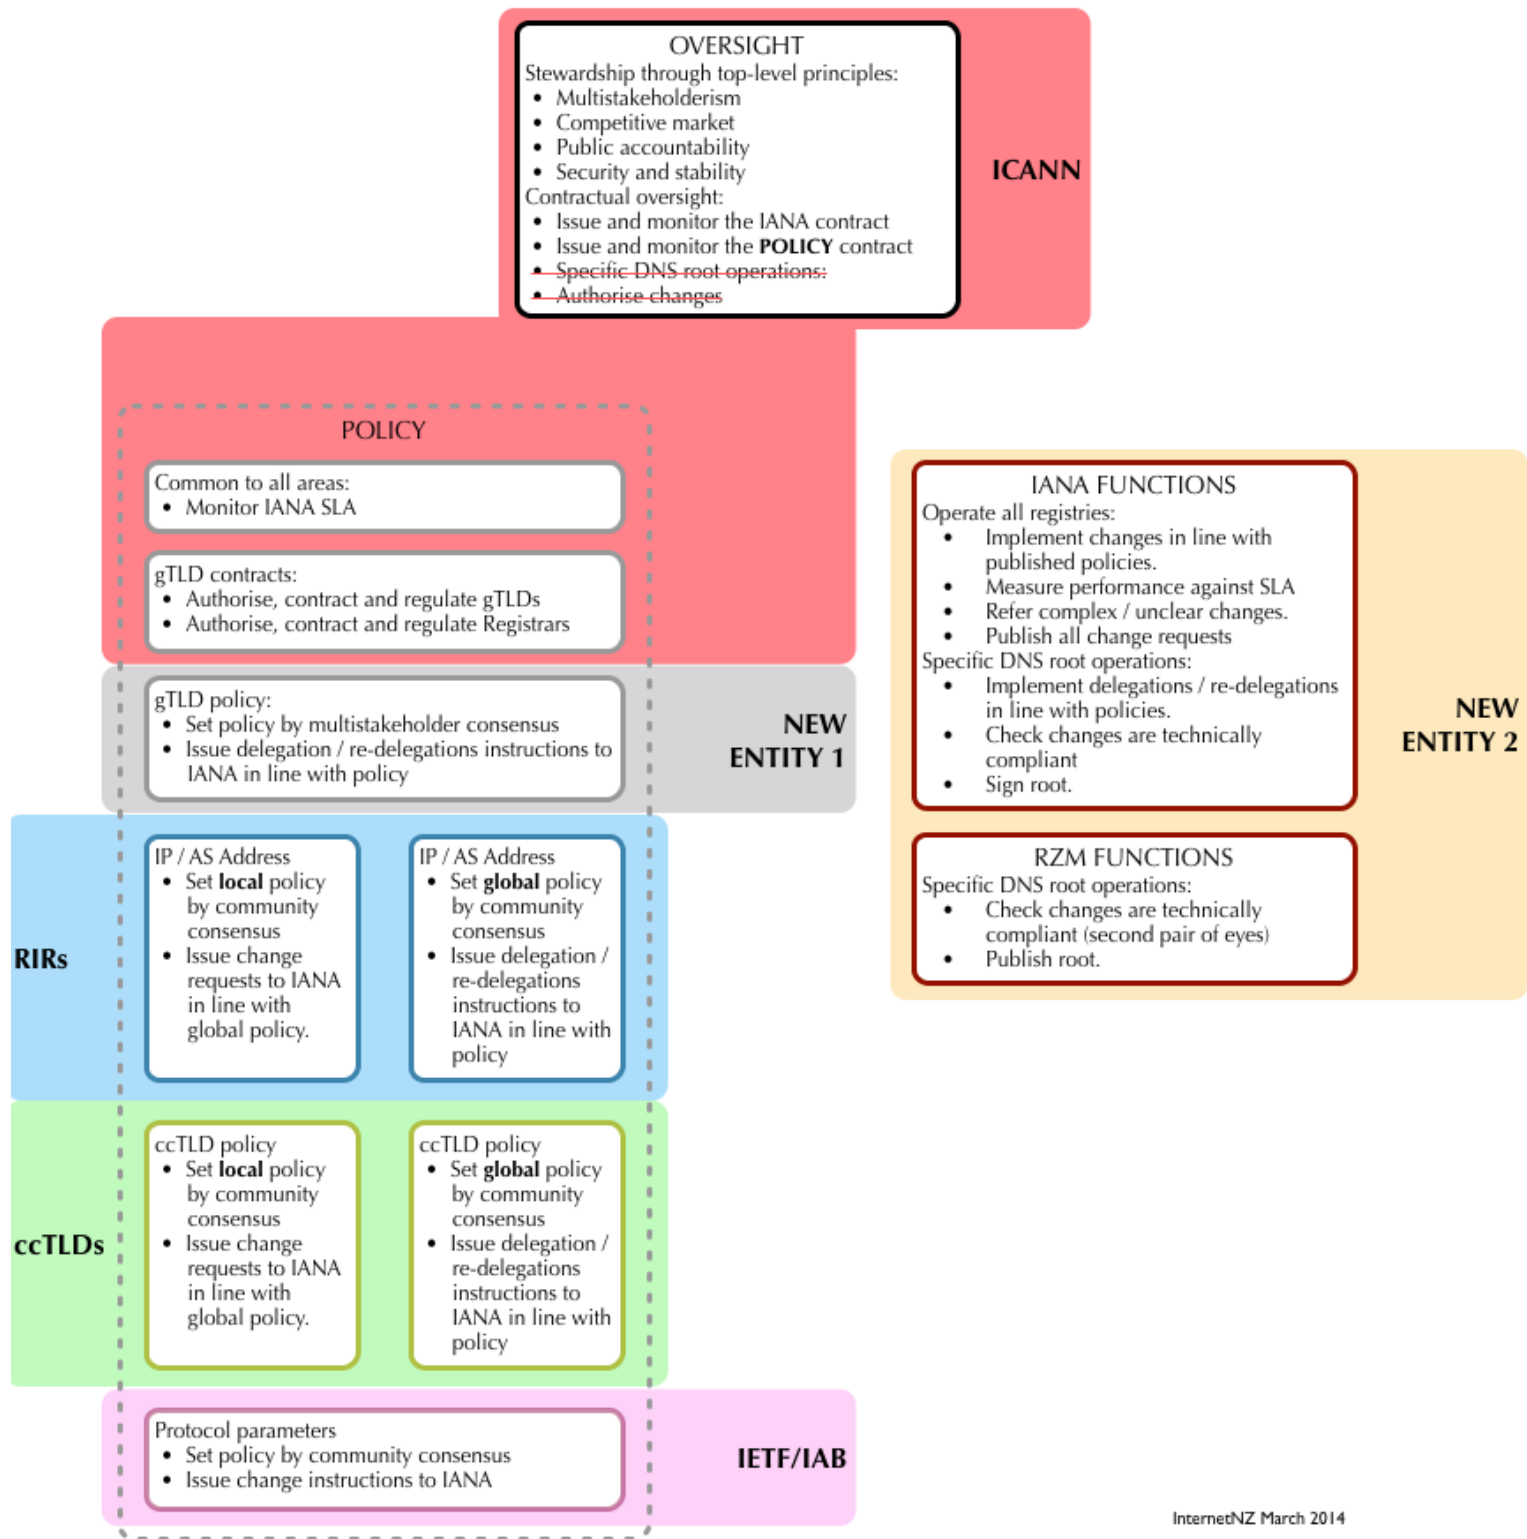 OVERSIGHT
Stewardship through top-level principles:
• Multistakeholderism
• Competitive market
• Public accountability
• Security and stability
Contractual oversight:
• Issue and monitor the IANA contract
• Issue and monitor the POLICY contract
• Specific DNS root operations:
• Authorise changes
ICANN
POLICY
Common to all areas:
• Monitor IANA SLA
gTLD contracts:
• Authorise, contract and regulate gTLDs
• Authorise, contract and regulate Registrars
gTLD policy:
• Set policy by multistakeholder consensus
• Issue delegation / re-delegations instructions to
IANA in line with policy
NEW
ENTITY 1
RIRs
IP / AS Address
• Set local policy
by community
consensus
• Issue change
requests to IANA
in line with
global policy.
IP / AS Address
• Set global policy
by community
consensus
• Issue delegation /
re-delegations
instructions to
IANA in line with
policy
ccTLDs
ccTLD policy
• Set local policy
by community
consensus
• Issue change
requests to IANA
in line with
global policy.
ccTLD policy
• Set global policy
by community
consensus
• Issue delegation /
re-delegations
instructions to
IANA in line with
policy
Protocol parameters
• Set policy by community consensus
• Issue change instructions to IANA
IETF/IAB
IANA FUNCTIONS
Operate all registries:
• Implement changes in line with
published policies.
• Measure performance against SLA
• Refer complex / unclear changes.
• Publish all change requests
Specific DNS root operations:
• Implement delegations / re-delegations
in line with policies.
• Check changes are technically
compliant
• Sign root.
NEW
ENTITY 2
RZM FUNCTIONS
Specific DNS root operations:
• Check changes are technically
compliant (second pair of eyes)
• Publish root.
InternetNZ March 2014